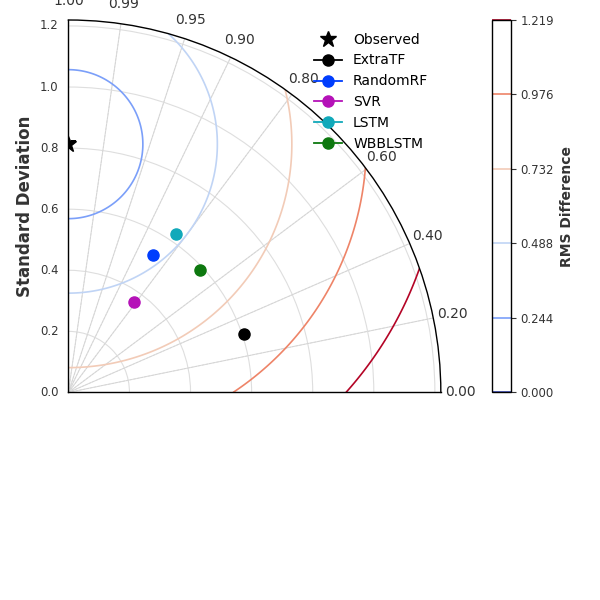 1.00
0.99
0.95
0.90
0.80
0.60
0.40
0.20
0.00
1.2
1.0
0.8
0.6
0.4
0.2
0.0
Standard Deviation
Observed
ExtraTF
RandomRF
SVR
LSTM
WBBLSTM
1.219
0.976
0.732
0.488
0.244
0.000
RMS Difference